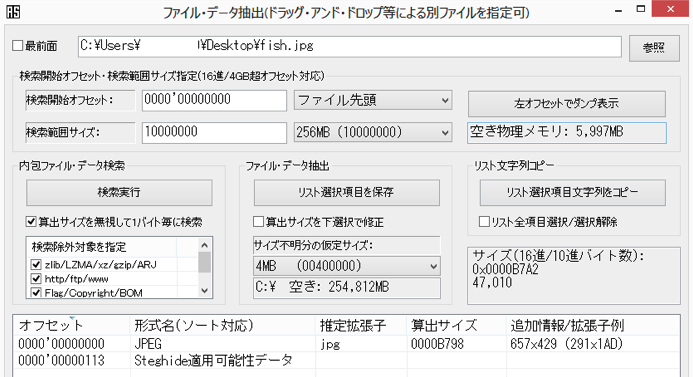 ファイル・データ抽出(ドラッグ・アンド・ドロップ等による別ファイルを指定可)
最前面 C:¥Users¥ ¥Desktop¥fish.jpg 参照
検索開始オフセット・検索範囲サイズ指定(16進/4GB超オフセット対応)
検索開始オフセット: 0000'00000000 ファイル先頭 左オフセットでダンプ表示
検索範囲サイズ: 10000000 256MB (10000000) 空き物理メモリ: 5,997MB
内包ファイル・データ検索 ファイル・データ抽出 リスト文字列コピー
検索実行 リスト選択項目を保存 リスト選択項目文字列をコピー
算出サイズを無視して1バイト毎に検索 算出サイズを下選択で修正 リスト全項目選択/選択解除
検索除外対象を指定 サイズ不明分の仮定サイズ:
zlib/LZMA/xz/gzip/ARJ 4MB (00400000) サイズ(16進/10進バイト数):
http/ftp/www 0x0000B7A2
Flag/Copyright/BOM C:¥ 空き: 254,812MB 47,010
オフセット 形式名(ソート対応) 推定拡張子 算出サイズ 追加情報/拡張子例
0000'00000000 JPEG jpg 0000B798 657x429 (291x1AD)
0000'00000113 Steghide適用可能性データ